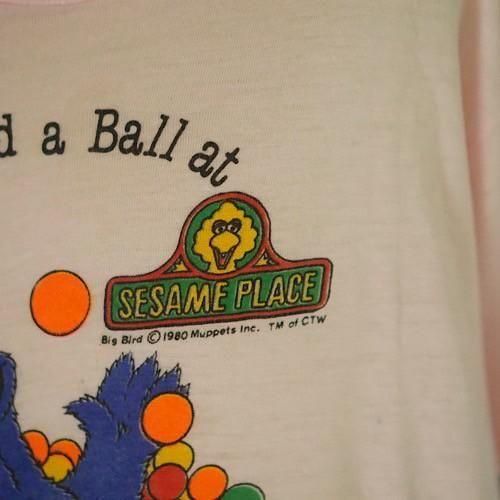 a Ball at
SESAME PLACE
Big Bird © 1980 Muppets Inc. TM of CTW